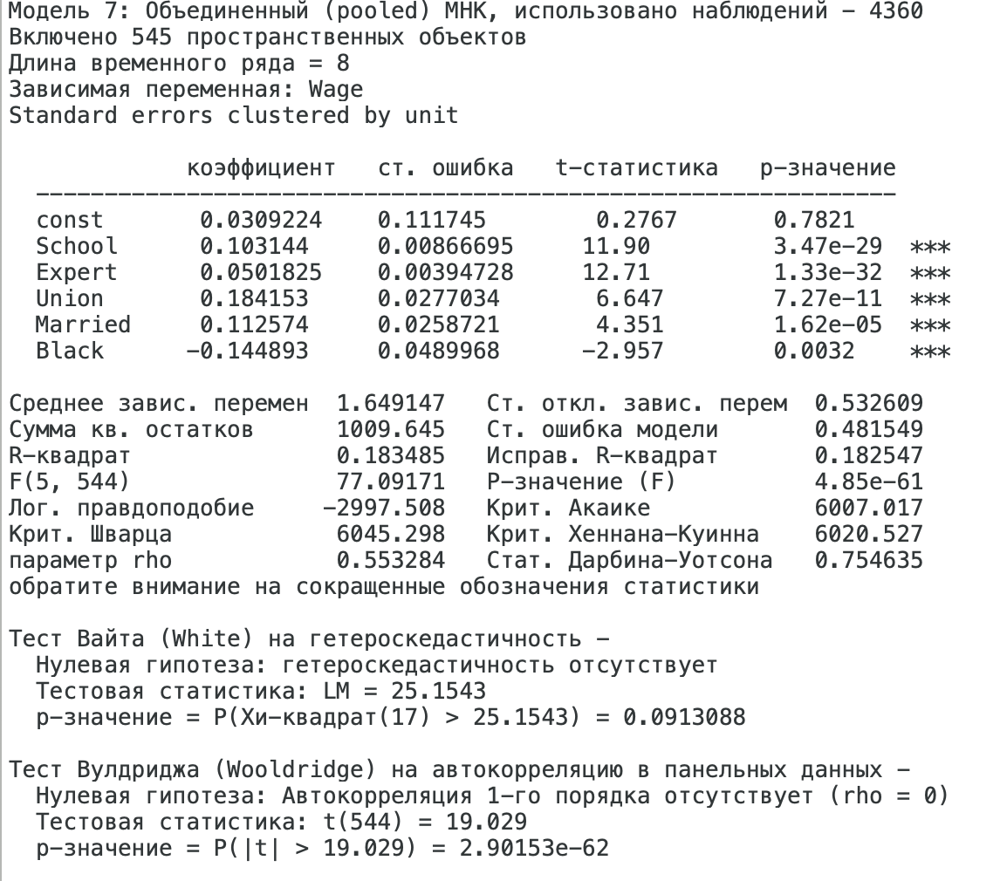 Модель 7: Объединенный (pooled) МНК, использовано наблюдений - 4360
Включено 545 пространственных объектов
Длина временного ряда = 8
Зависимая переменная: Wage
Standard errors clustered by unit
коэффициент ст. ошибка t-статистика p-значение
-----------------------------------------------------------------
const 0.0309224 0.111745 0.2767 0.7821
School 0.103144 0.00866695 11.90 3.47e-29 ***
Expert 0.0501825 0.00394728 12.71 1.33e-32 ***
Union 0.184153 0.0277034 6.647 7.27e-11 ***
Married 0.112574 0.0258721 4.351 1.62e-05 ***
Black -0.144893 0.0489968 -2.957 0.0032 ***
Среднее завис. перемен 1.649147 Ст. откл. завис. перем 0.532609
Сумма кв. остатков 1009.645 Ст. ошибка модели 0.481549
R-квадрат 0.183485 Исправ. R-квадрат 0.182547
F(5, 544) 77.09171 P-значение (F) 4.85e-61
Лог. правдоподобие -2997.508 Крит. Акаике 6007.017
Крит. Шварца 6045.298 Крит. Хеннана-Куинна 6020.527
параметр rho 0.553284 Стат. Дарбина-Уотсона 0.754635
обратите внимание на сокращенные обозначения статистики
Тест Вайта (White) на гетероскедастичность -
Нулевая гипотеза: гетероскедастичность отсутствует
Тестовая статистика: LM = 25.1543
p-значение = P(Хи-квадрат(17) > 25.1543) = 0.0913088
Тест Вулдриджа (Wooldridge) на автокорреляцию в панельных данных -
Нулевая гипотеза: Автокорреляция 1-го порядка отсутствует (rho = 0)
Тестовая статистика: t(544) = 19.029
p-значение = P(|t| > 19.029) = 2.90153e-62